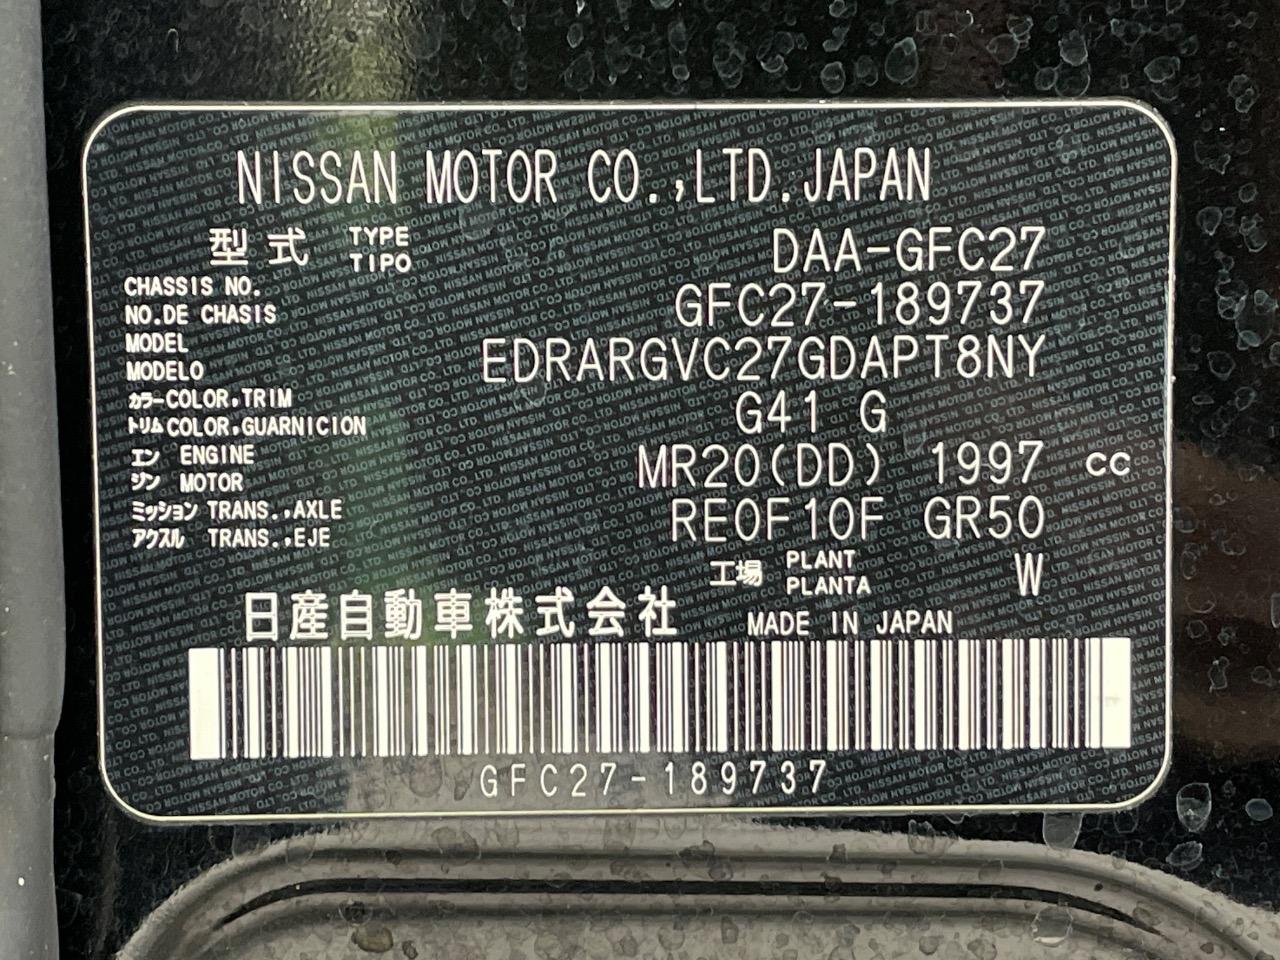 NISSAN MOTOR CO.,LTD.JAPAN
型式 TYPE TIPO DAA-GFC27
CHASSIS NO.
NO.DE CHASIS GFC27-189737
MODEL
MODELO EDRARGVC27GDAPT8NY
カラー COLOR,TRIM
トリム COLOR,GUARNICION G41 G
エン ENGINE
ジン MOTOR MR20(DD) 1997 cc
ミッション TRANS.,AXLE
アクスル TRANS.,EJE RE0F10F GR50
工場 PLANT PLANTA W
日産自動車株式会社 MADE IN JAPAN
GFC27-189737